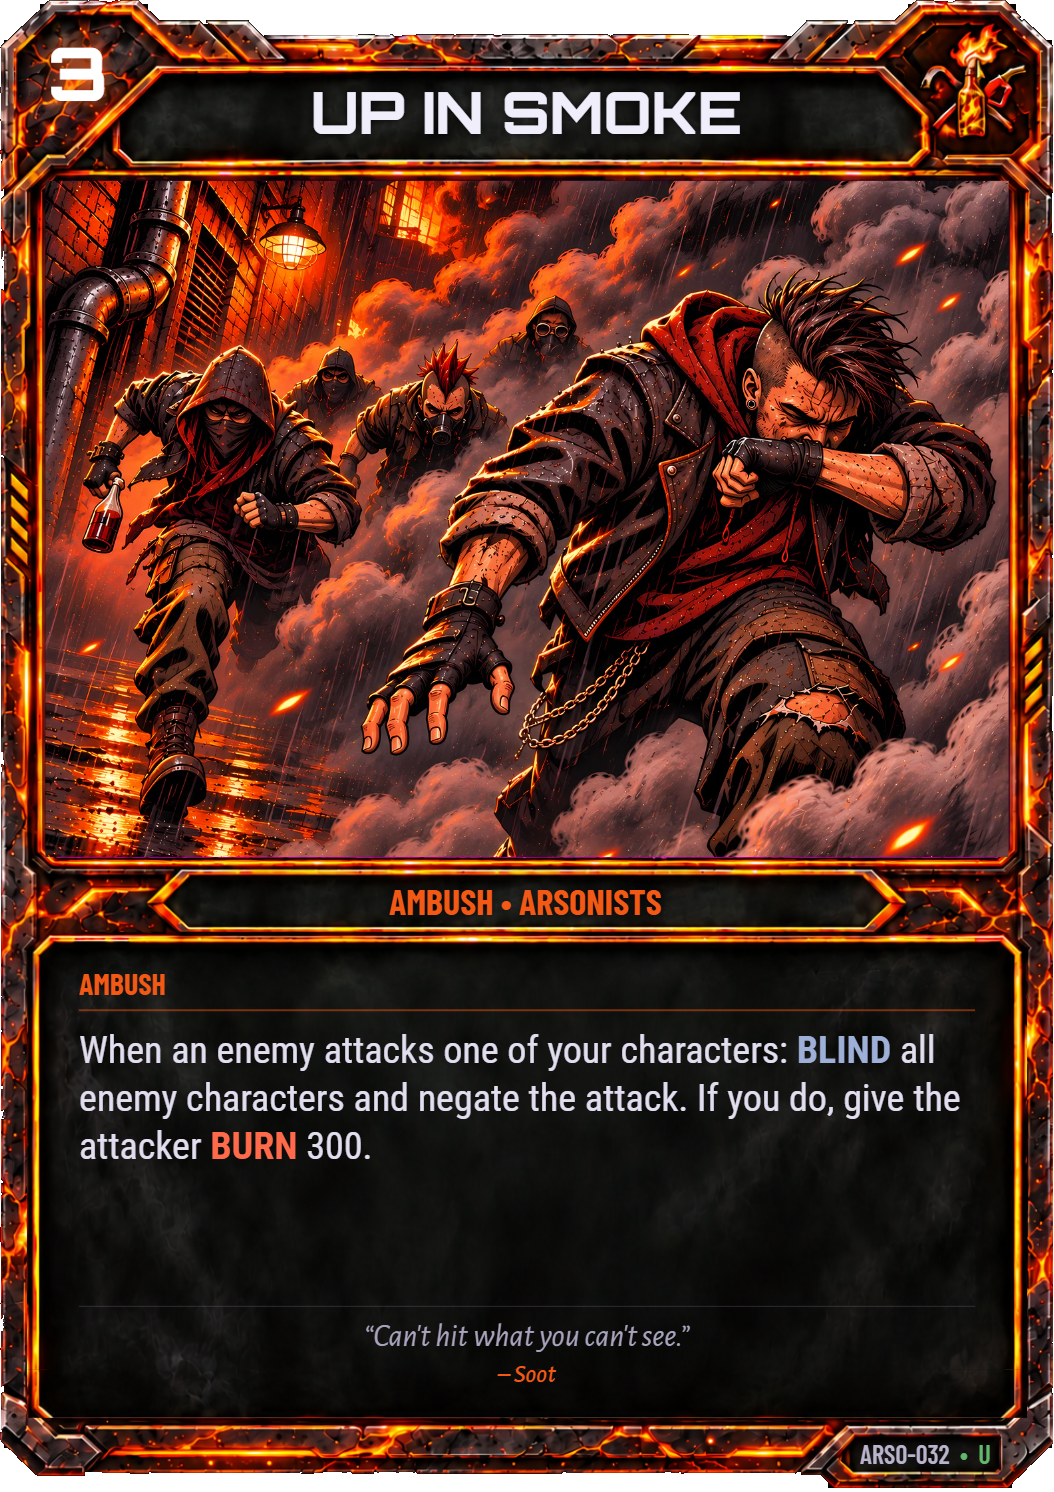 3
UP IN SMOKE
AMBUSH • ARSONISTS
AMBUSH
When an enemy attacks one of your characters: BLIND all
enemy characters and negate the attack. If you do, give the
attacker BURN 300.
“Can't hit what you can't see.”
–Soot
ARSO-032 • U